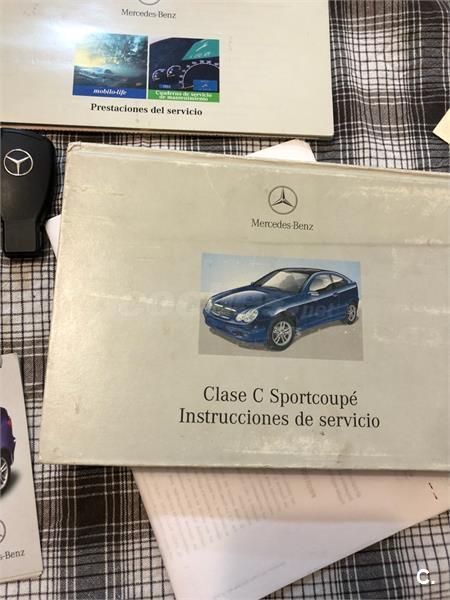 Mercedes-Benz
mobilo-life
Cuaderno de servicio
de mantenimiento
Prestaciones del servicio
Mercedes-Benz
Clase C Sportcoupé
Instrucciones de servicio
s-Benz
C.